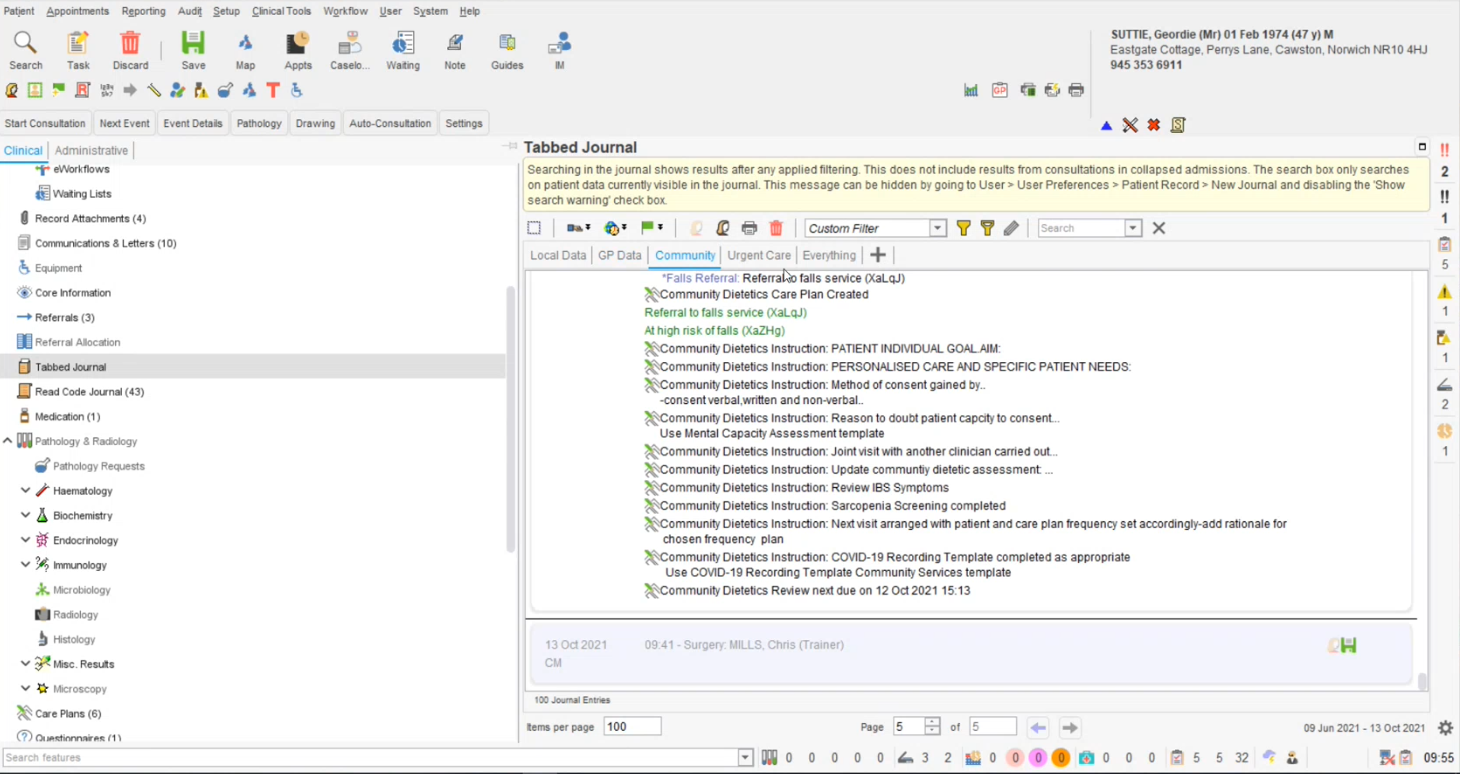 Patient Appointments Reporting Audit Setup Clinical Tools Workflow User System Help
Search Task Discard Save Map Appts Caselo... Waiting Note Guides IM
SUTTIE, Geordie (Mr) 01 Feb 1974 (47 y) M
Eastgate Cottage, Perrys Lane, Cawston, Norwich NR10 4HJ
945 353 6911
Start Consultation Next Event Event Details Pathology Drawing Auto-Consultation Settings
Clinical Administrative
eWorkflows
Waiting Lists
Record Attachments (4)
Communications & Letters (10)
Equipment
Core Information
Referrals (3)
Referral Allocation
Tabbed Journal
Read Code Journal (43)
Medication (1)
Pathology & Radiology
Pathology Requests
Haematology
Biochemistry
Endocrinology
Immunology
Microbiology
Radiology
Histology
Misc. Results
Microscopy
Care Plans (6)
Questionnaires (1)
Tabbed Journal
Searching in the journal shows results after any applied filtering. This does not include results from consultations in collapsed admissions. The search box only searches
on patient data currently visible in the journal. This message can be hidden by going to User > User Preferences > Patient Record > New Journal and disabling the 'Show
search warning' check box.
Custom Filter Search
Local Data GP Data Community Urgent Care Everything
*Falls Referral: Referral to falls service (XaLqJ)
Community Dietetics Care Plan Created
Referral to falls service (XaLqJ)
At high risk of falls (XaZHg)
Community Dietetics Instruction: PATIENT INDIVIDUAL GOAL.AIM:
Community Dietetics Instruction: PERSONALISED CARE AND SPECIFIC PATIENT NEEDS:
Community Dietetics Instruction: Method of consent gained by..
-consent verbal,written and non-verbal..
Community Dietetics Instruction: Reason to doubt patient capcity to consent...
Use Mental Capacity Assessment template
Community Dietetics Instruction: Joint visit with another clinician carried out...
Community Dietetics Instruction: Update communtiy dietetic assessment: ...
Community Dietetics Instruction: Review IBS Symptoms
Community Dietetics Instruction: Sarcopenia Screening completed
Community Dietetics Instruction: Next visit arranged with patient and care plan frequency set accordingly-add rationale for
chosen frequency plan
Community Dietetics Instruction: COVID-19 Recording Template completed as appropriate
Use COVID-19 Recording Template Community Services template
Community Dietetics Review next due on 12 Oct 2021 15:13
13 Oct 2021 09:41 - Surgery: MILLS, Chris (Trainer)
CM
100 Journal Entries
Items per page 100 Page 5 of 5 09 Jun 2021 - 13 Oct 2021
2
1
5
1
1
2
1
Search features 0 0 0 0 0 3 2 0 0 0 0 0 0 0 5 5 32 09:55